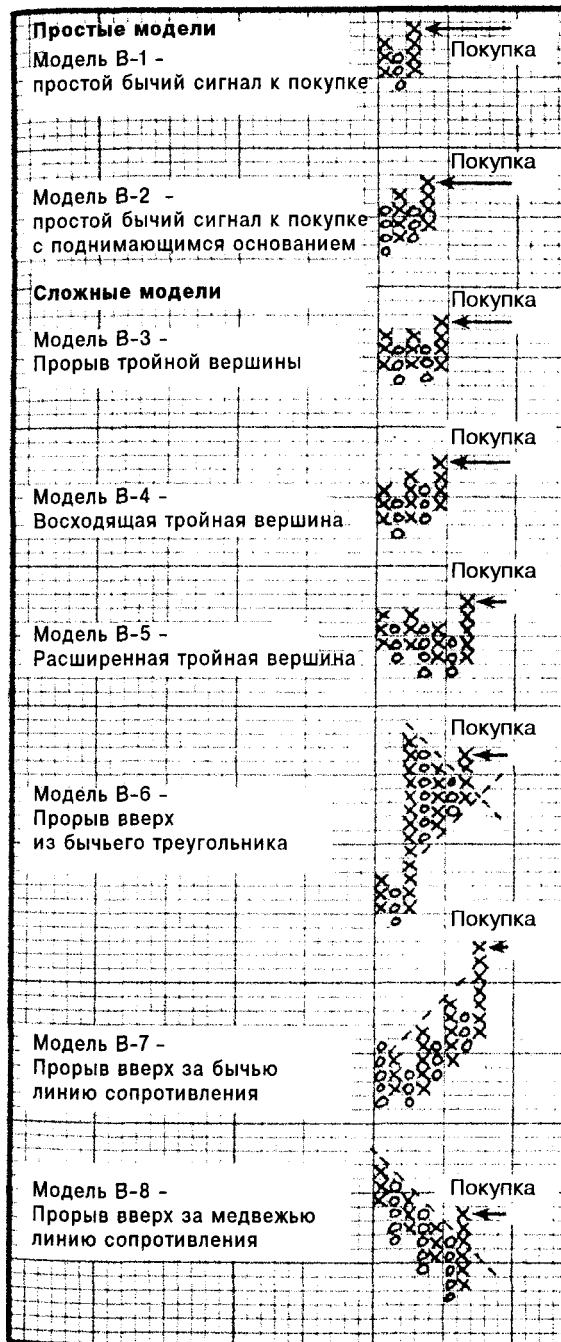 Простые модели
Модель B-1 -
простой бычий сигнал к покупке
Покупка
Покупка
Модель B-2 -
простой бычий сигнал к покупке
с поднимающимся основанием
Сложные модели
Покупка
Модель B-3 -
Прорыв тройной вершины
Покупка
Модель B-4 -
Восходящая тройная вершина
Покупка
Модель B-5 -
Расширенная тройная вершина
Покупка
Модель B-6 -
Прорыв вверх
из бычьего треугольника
Покупка
Модель B-7 -
Прорыв вверх за бычью
линию сопротивления
Покупка
Модель B-8 -
Прорыв вверх за медвежью
линию сопротивления